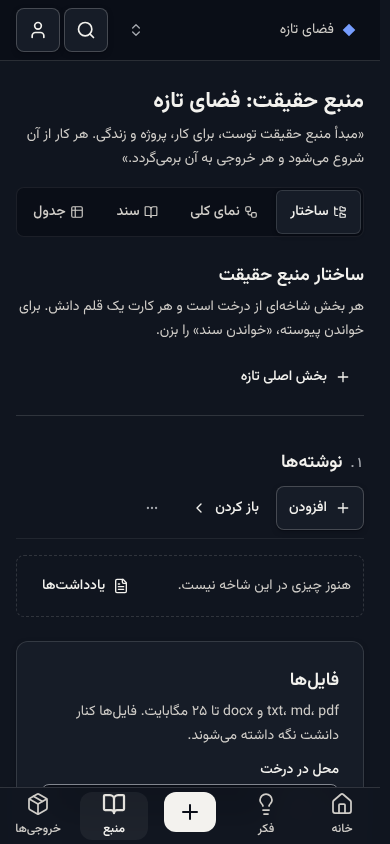 فضای تازه
منبع حقیقت: فضای تازه
«مبدأ منبع حقیقت توست، برای کار، پروژه و زندگی. هر کار از آن
شروع می‌شود و هر خروجی به آن برمی‌گردد.»
ساختار
نمای کلی
سند
جدول
ساختار منبع حقیقت
هر بخش شاخه‌ای از درخت است و هر کارت یک قلم دانش. برای
خواندن پیوسته، «خواندن سند» را بزن.
بخش اصلی تازه
۱. نوشته‌ها
افزودن
باز کردن
...
هنوز چیزی در این شاخه نیست.
یادداشت‌ها
فایل‌ها
txt، md، pdf و docx تا ۲۵ مگابایت. فایل‌ها کنار
دانشت نگه داشته می‌شوند.
محل در درخت
خانه
فکر
منبع
خروجی‌ها